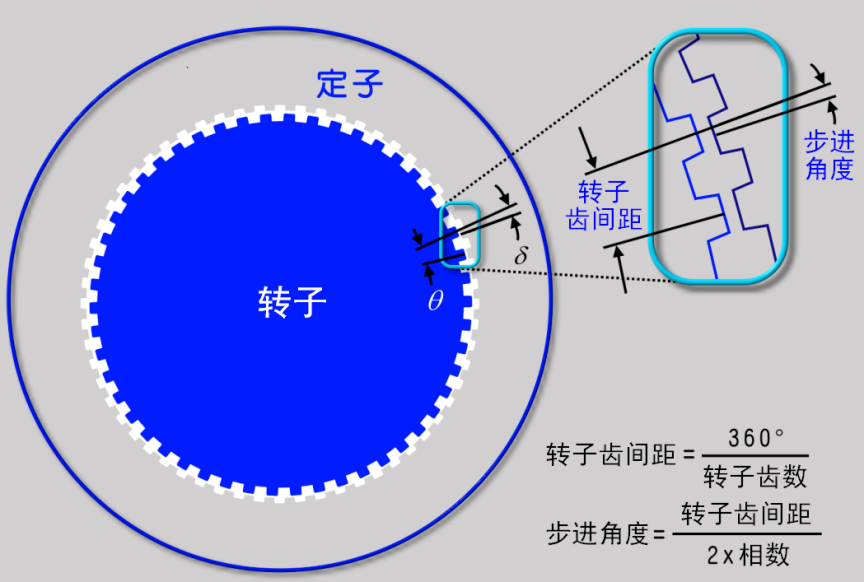 定子
步进
角度
转子
齿间距
δ
θ
转子
转子齿间距=360°/转子齿数
步进角度=转子齿间距/2x相数